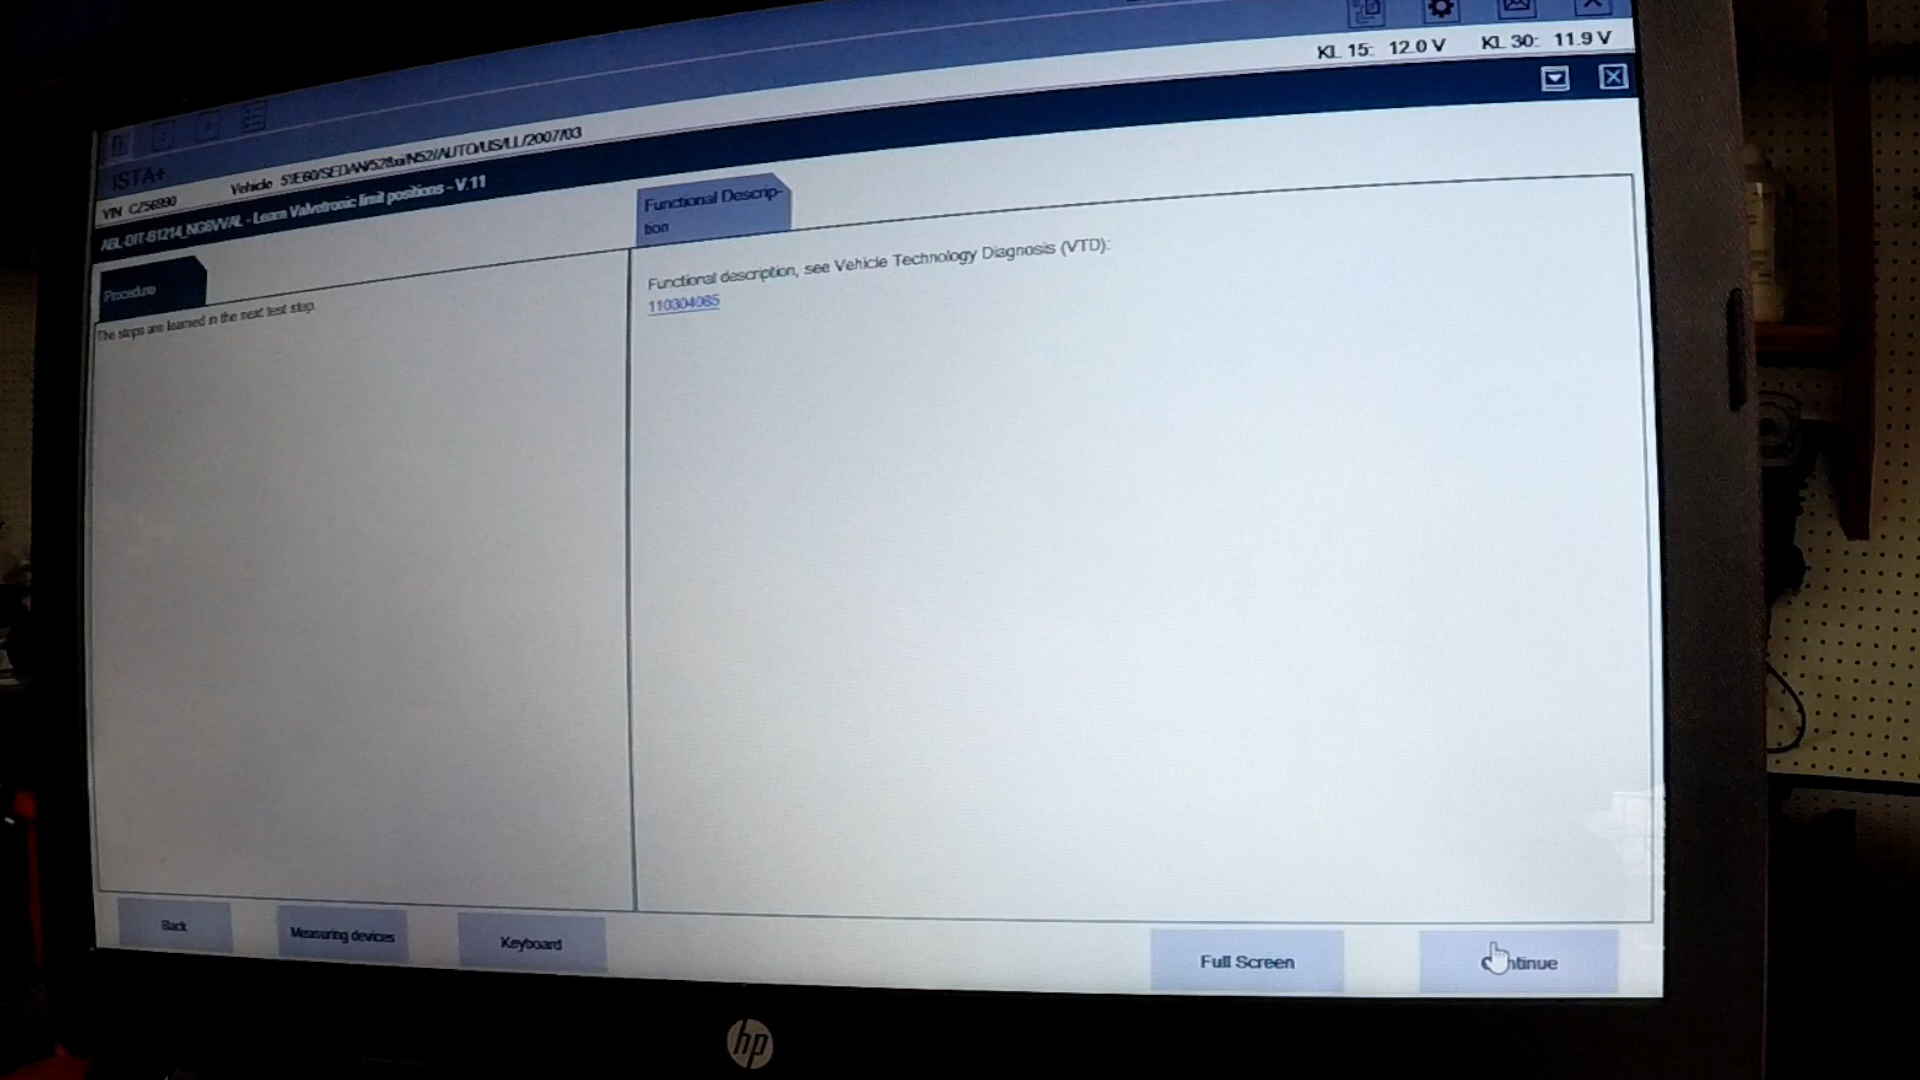 KL 15: 12.0 V KL 30: 11.9 V
ISTA+
VIN CZ56990 Vehicle 5'/E60/SEDAN/528xi/N52/AUTO/US/LL/2007/03
ABL-DIT-B1214_NG6VVAL - Learn Valvetronic limit positions - V.11
Procedure
Functional Descrip-
tion
The stops are learned in the next test step.
Functional description, see Vehicle Technology Diagnosis (VTD):
110304085
Back Measuring devices Keyboard Full Screen Continue
hp